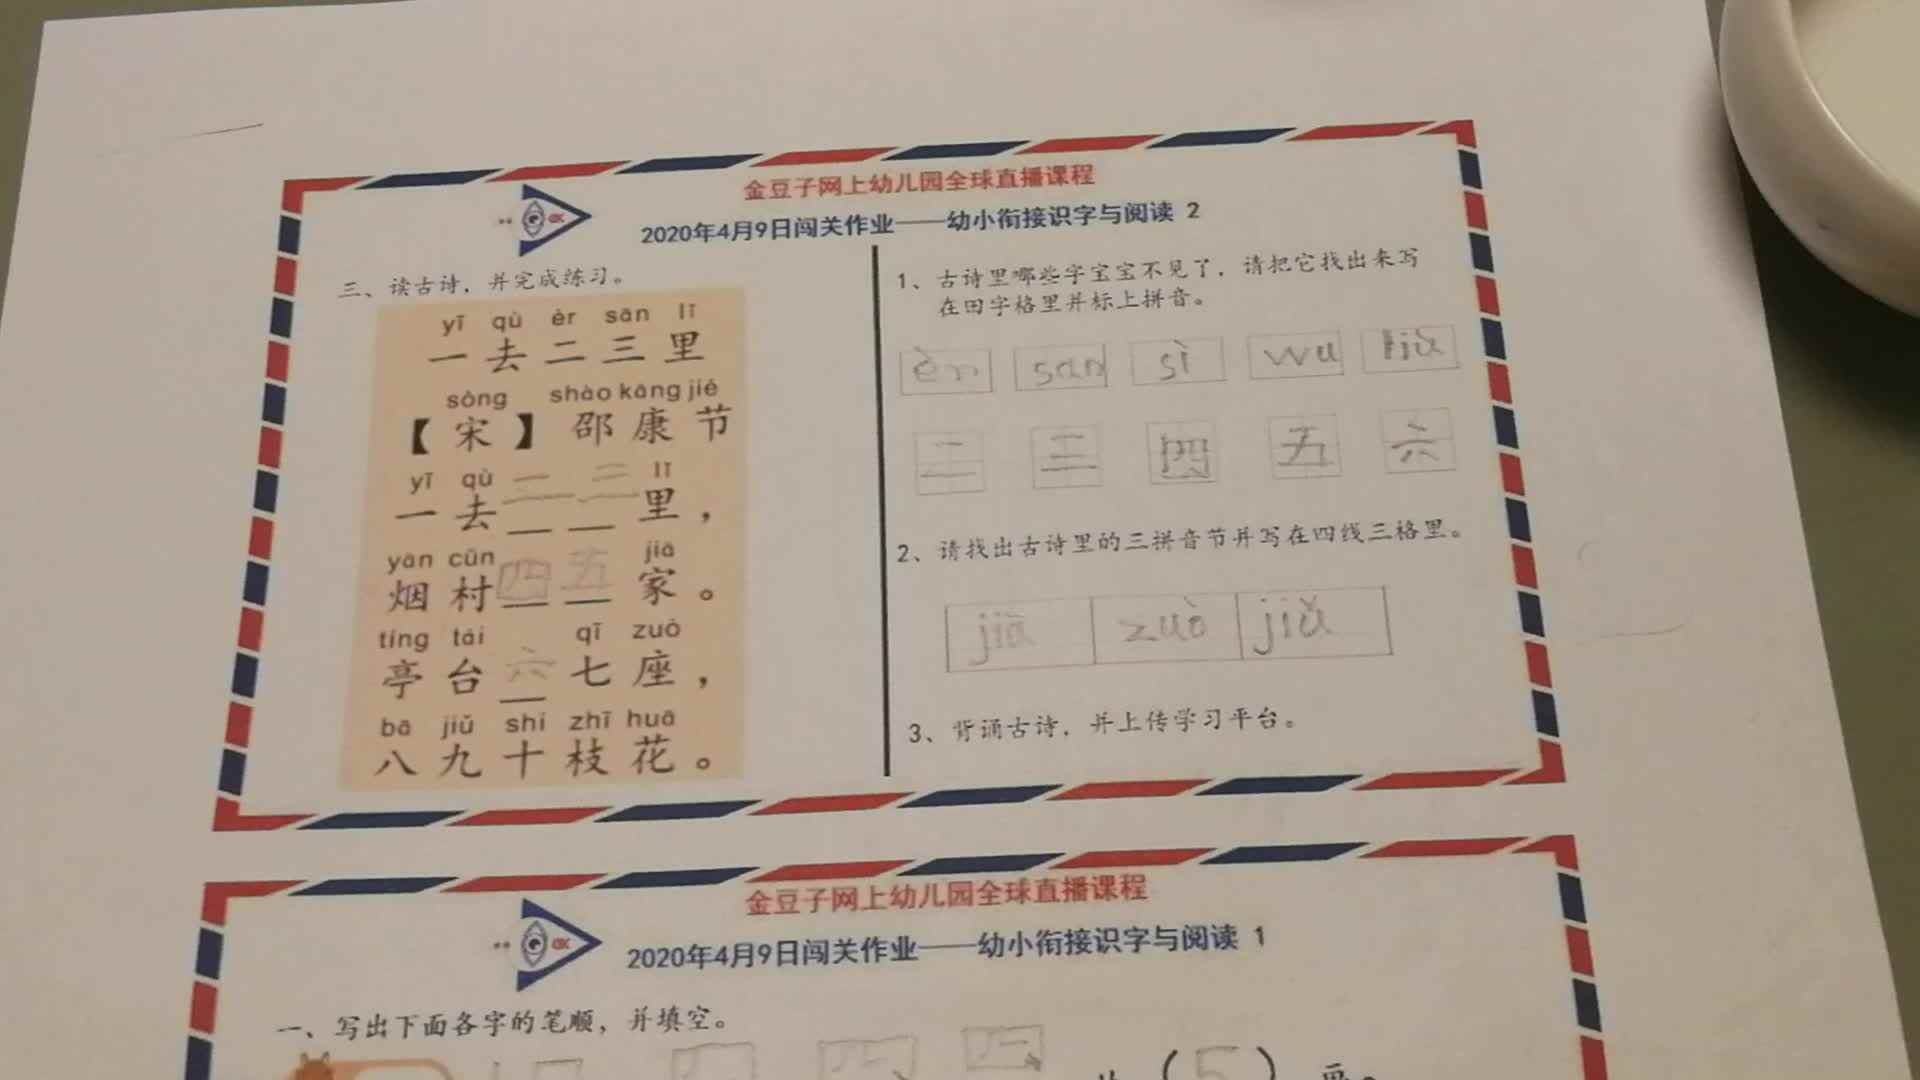 金豆子网上幼儿园全球直播课程
2020年4月9日闯关作业——幼小衔接识字与阅读 2
三、读古诗，并完成练习。
yī qù èr sān lǐ
一去二三里
sòng shào kāng jié
【宋】邵康节
yī qù 二 三 lǐ
一去__ __里，
yān cūn jiā
烟村四五家。
tíng tái qī zuò
亭台六七座，
bā jiǔ shí zhī huā
八九十枝花。
1、古诗里哪些字宝宝不见了，请把它找出来写
在田字格里并标上拼音。
san sì wu
二 三 四 五 六
2、请找出古诗里的三拼音节并写在四线三格里。
jiā zuò jiǔ
3、背诵古诗，并上传学习平台。
金豆子网上幼儿园全球直播课程
2020年4月9日闯关作业——幼小衔接识字与阅读 1
一、写出下面各字的笔顺，并填空。
(5)